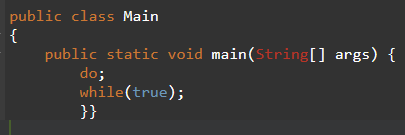 public class Main
{
    public static void main(String[] args) {
        do;
        while(true);
        }}